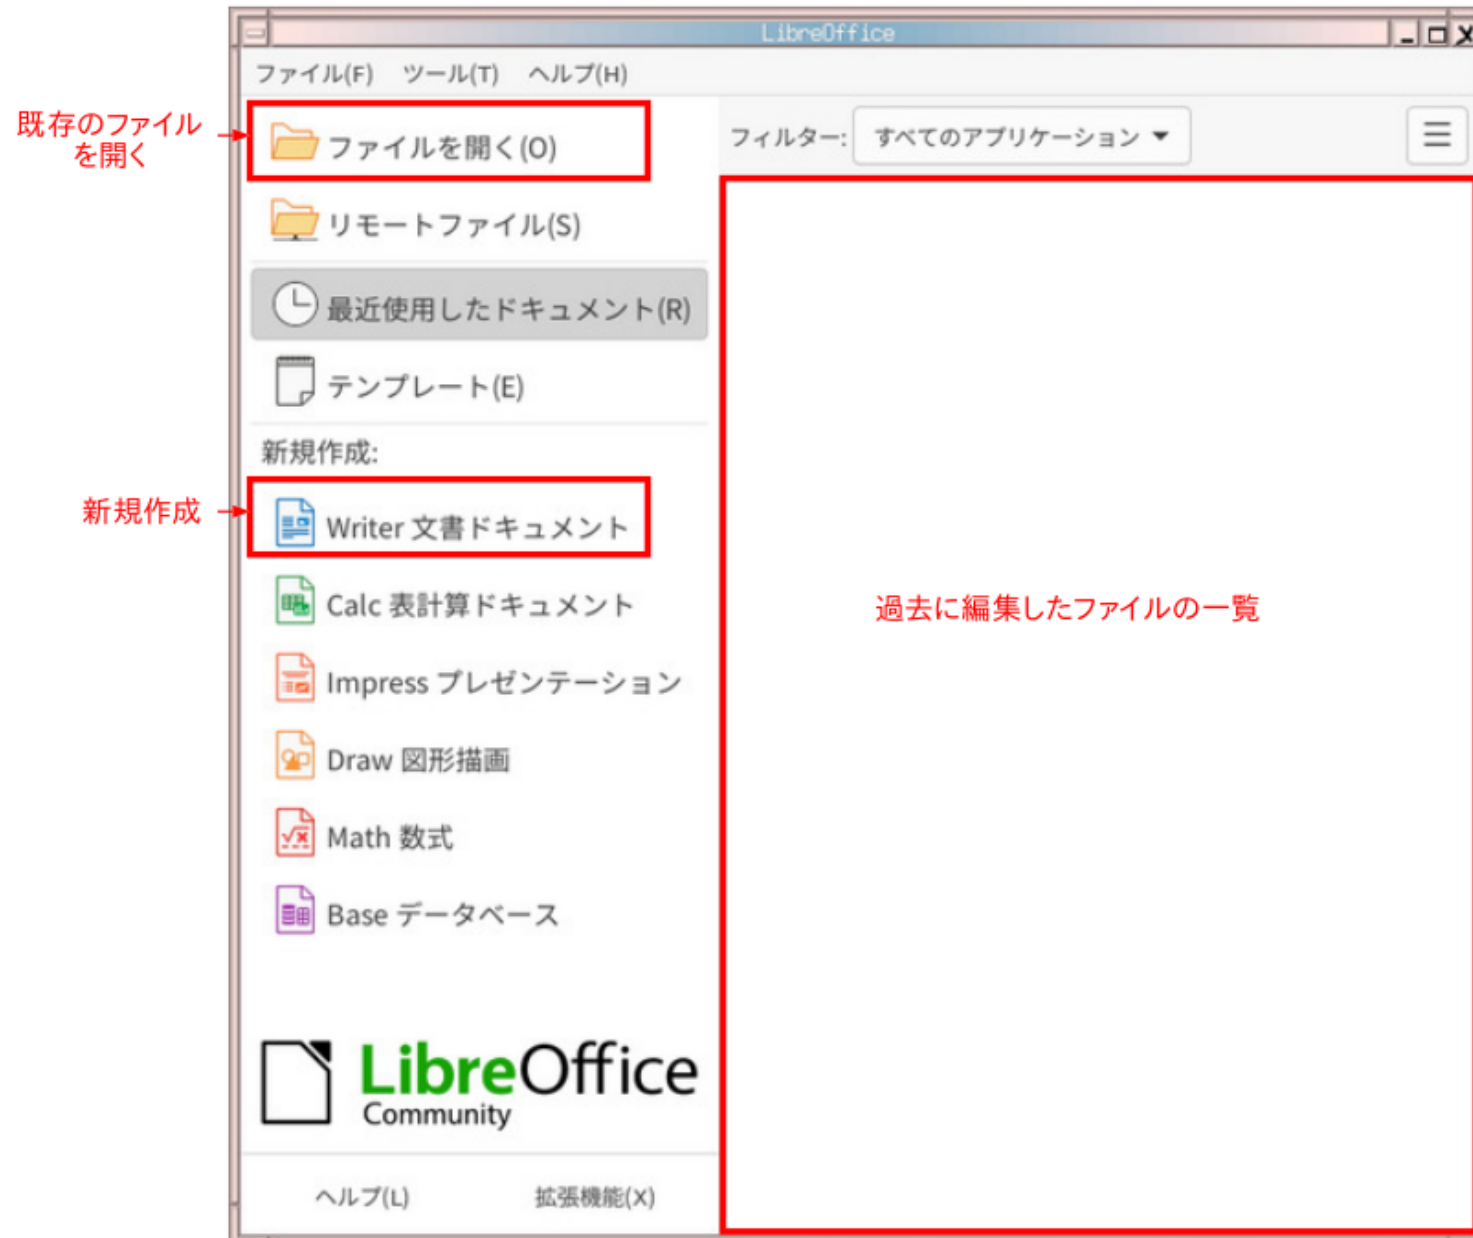 LibreOffice
ファイル(F) ツール(T) ヘルプ(H)
既存のファイル
を開く
ファイルを開く(O)
フィルター: すべてのアプリケーション
リモートファイル(S)
最近使用したドキュメント(R)
テンプレート(E)
新規作成:
新規作成
Writer 文書ドキュメント
Calc 表計算ドキュメント
過去に編集したファイルの一覧
Impress プレゼンテーション
Draw 図形描画
Math 数式
Base データベース
LibreOffice
Community
ヘルプ(L) 拡張機能(X)